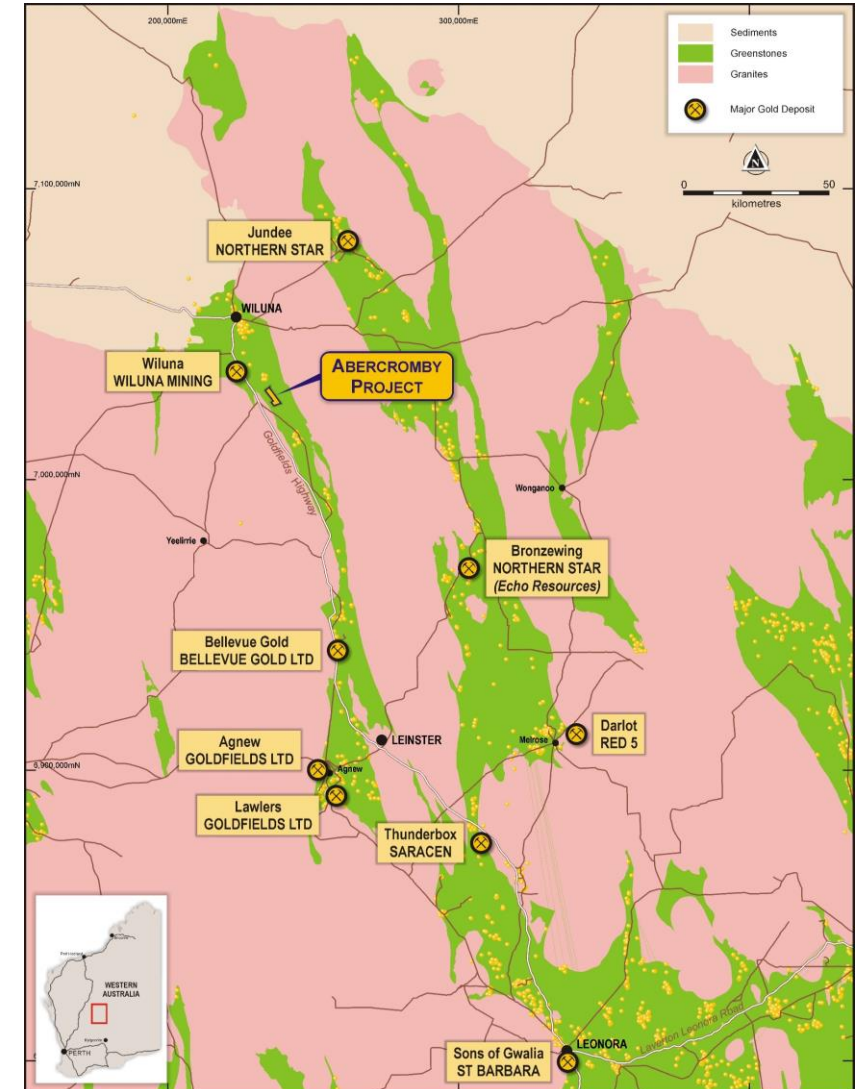 200,000mE
300,000mE
Sediments
Greenstones
Granites
Major Gold Deposit
0
50
kilometres
7,100,000mN
Jundee
NORTHERN STAR
WILUNA
Wiluna
WILUNA MINING
ABERCROMBY
PROJECT
Goldfields Highway
7,000,000mN
Wonganoo
Yeelirrie
Bronzewing
NORTHERN STAR
(Echo Resources)
Bellevue Gold
BELLEVUE GOLD LTD
Darlot
RED 5
LEINSTER
Melrose
Agnew
GOLDFIELDS LTD
Agnew
Lawlers
GOLDFIELDS LTD
Thunderbox
SARACEN
WESTERN
AUSTRALIA
PERTH
Laverton Leonora Road
LEONORA
Sons of Gwalia
ST BARBARA